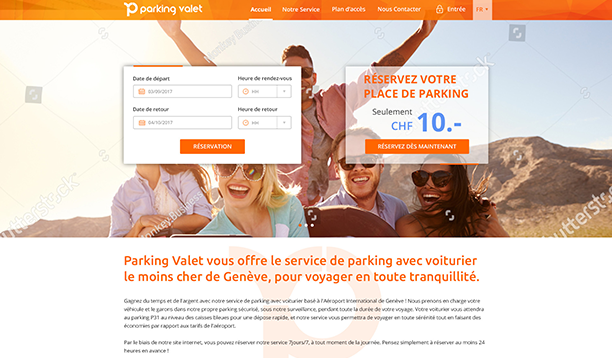 parking valet
Accueil Notre Service Plan d'accès Nous Contacter Entrée FR
Date de départ Heure de rendez-vous
03/09/2017
Date de retour Heure de retour
04/10/2017
RÉSERVATION
RÉSERVEZ VOTRE
PLACE DE PARKING
Seulement
CHF 10.-
RÉSERVEZ DÈS MAINTENANT
shutterstock
Monkey Business
Parking Valet vous offre le service de parking avec voiturier
le moins cher de Genève, pour voyager en toute tranquillité.
Gagnez du temps et de l'argent avec notre service de parking avec voiturier basé à l'Aéroport International de Genève ! Nous prenons en charge votre
véhicule et le garons dans notre propre parking sécurisé, sous notre surveillance, pendant toute la durée de votre voyage. Votre voiturier vous attendra
au parking P31 au niveau des caisses bleues pour une dépose rapide, et notre service vous permettra de voyager en toute sérénité tout en faisant des
économies par rapport aux tarifs de l'aéroport.
Par le biais de notre site internet, vous pouvez réserver notre service 7jours/7, à tout moment de la journée. Pensez simplement à réserver au moins 24
heures en avance !